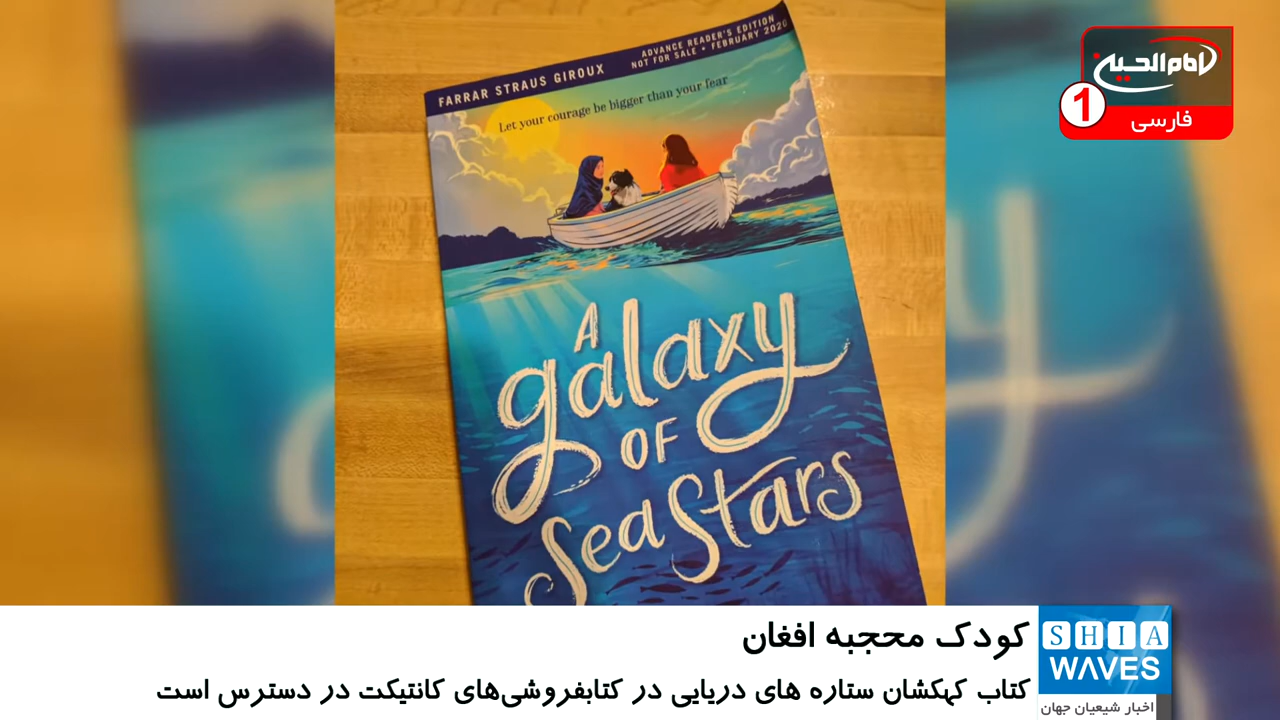 FARRAR STRAUS GIROUX
ADVANCE READER'S EDITION
NOT FOR SALE • FEBRUARY 2020
Let your courage be bigger than your fear
A
galaxy
OF
Sea Stars
امام الحسین
1
فارسی
کودک محجبه افغان
کتاب کهکشان ستاره های دریایی در کتابفروشی‌های کانتیکت در دسترس است
SHIA
WAVES
اخبار شیعیان جهان